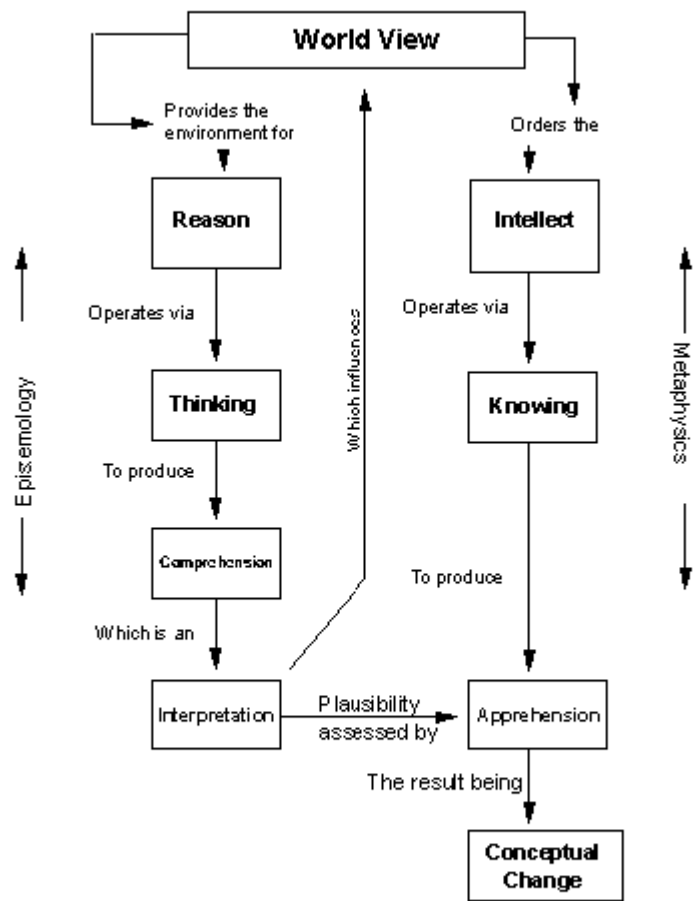 World View
Provides the
environment for
Orders the
Reason
Intellect
Operates via
Which influences
Operates via
Episemology
Metaphysics
Thinking
Knowing
To produce
Comprehension
To produce
Which is an
Interpretation
Plausibility
assessed by
Apprehension
The result being
Conceptual
Change